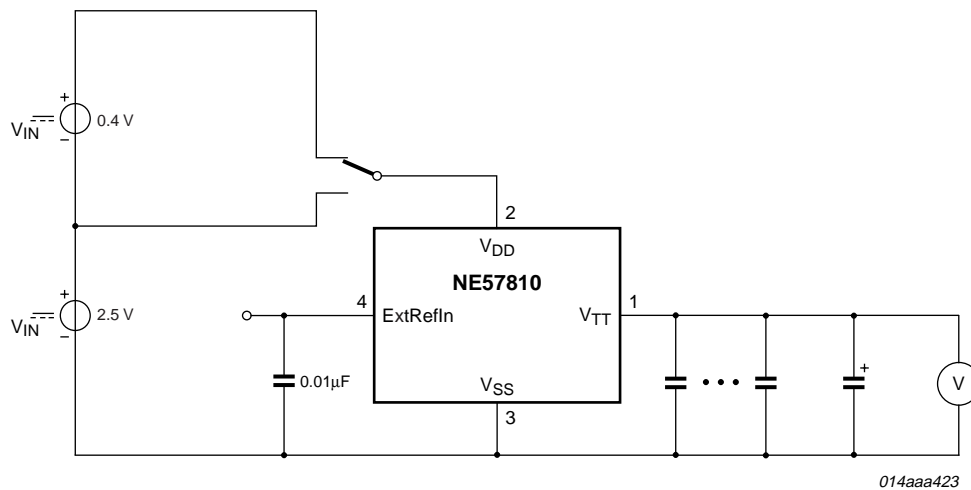 +
VIN
0.4 V
−
2
VDD
NE57810
+
VIN
2.5 V
−
4
ExtRefIn
VTT
1
0.01µF
+
V
VSS
3
014aaa423